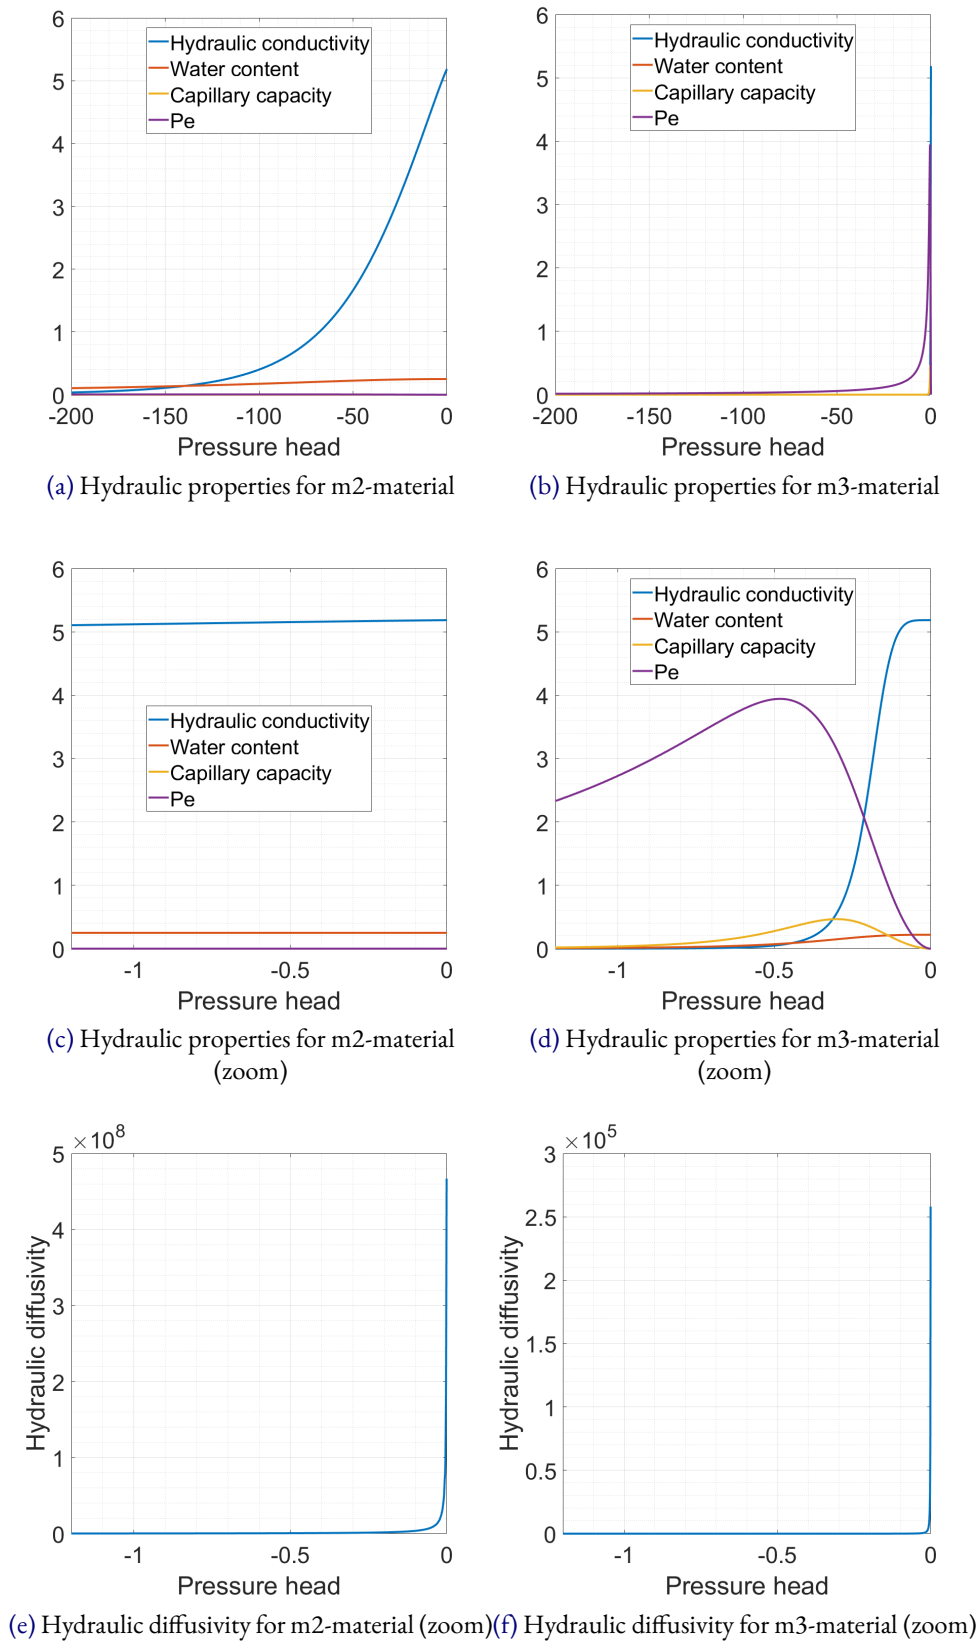 6
5
4
3
2
1
0
-200
-150
-100
-50
0
Hydraulic conductivity
Water content
Capillary capacity
Pe
Pressure head
(a) Hydraulic properties for m2-material
6
5
4
3
2
1
0
-200
-150
-100
-50
0
Hydraulic conductivity
Water content
Capillary capacity
Pe
Pressure head
(b) Hydraulic properties for m3-material
6
5
4
3
2
1
0
-1
-0.5
0
Hydraulic conductivity
Water content
Capillary capacity
Pe
Pressure head
(c) Hydraulic properties for m2-material
(zoom)
6
5
4
3
2
1
0
-1
-0.5
0
Hydraulic conductivity
Water content
Capillary capacity
Pe
Pressure head
(d) Hydraulic properties for m3-material
(zoom)
×10^8
5
4
3
2
1
0
-1
-0.5
0
Hydraulic diffusivity
Pressure head
(e) Hydraulic diffusivity for m2-material (zoom)
×10^5
3
2.5
2
1.5
1
0.5
0
-1
-0.5
0
Hydraulic diffusivity
Pressure head
(f) Hydraulic diffusivity for m3-material (zoom)